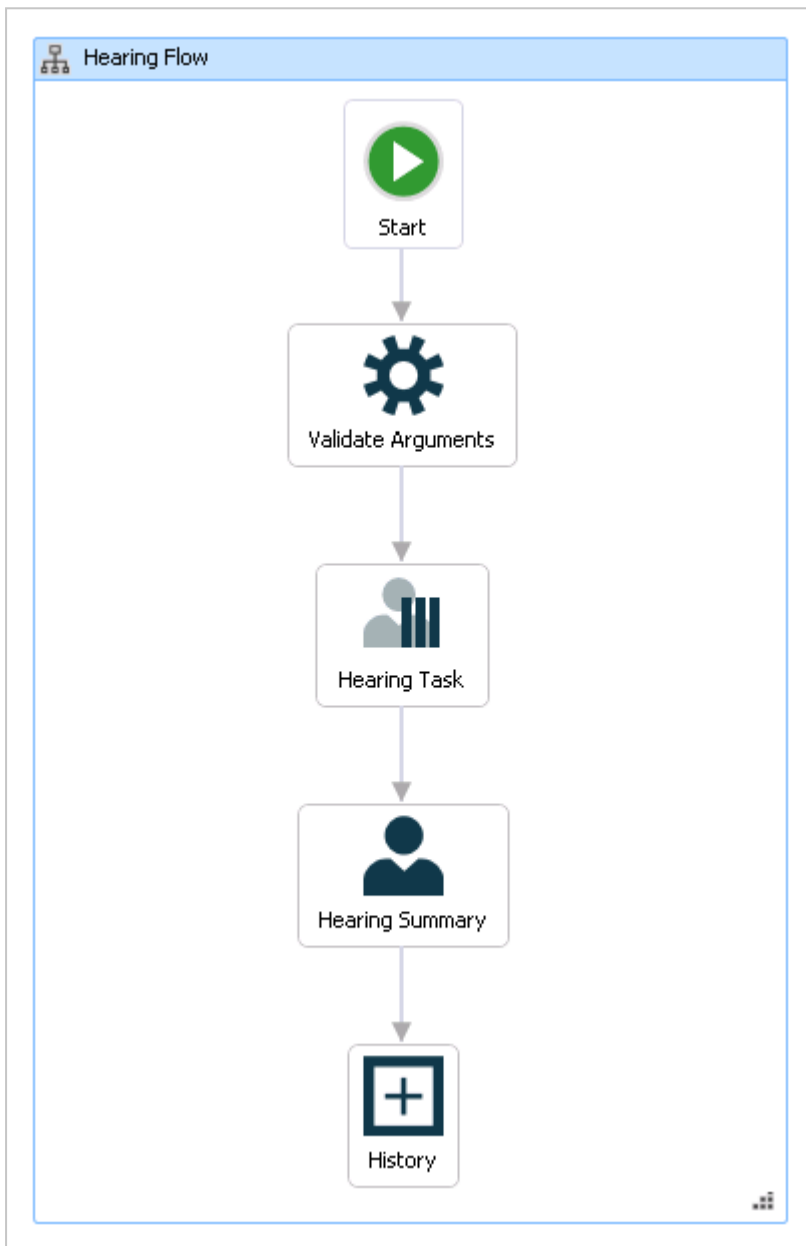 Hearing Flow
Start
Validate Arguments
Hearing Task
Hearing Summary
History